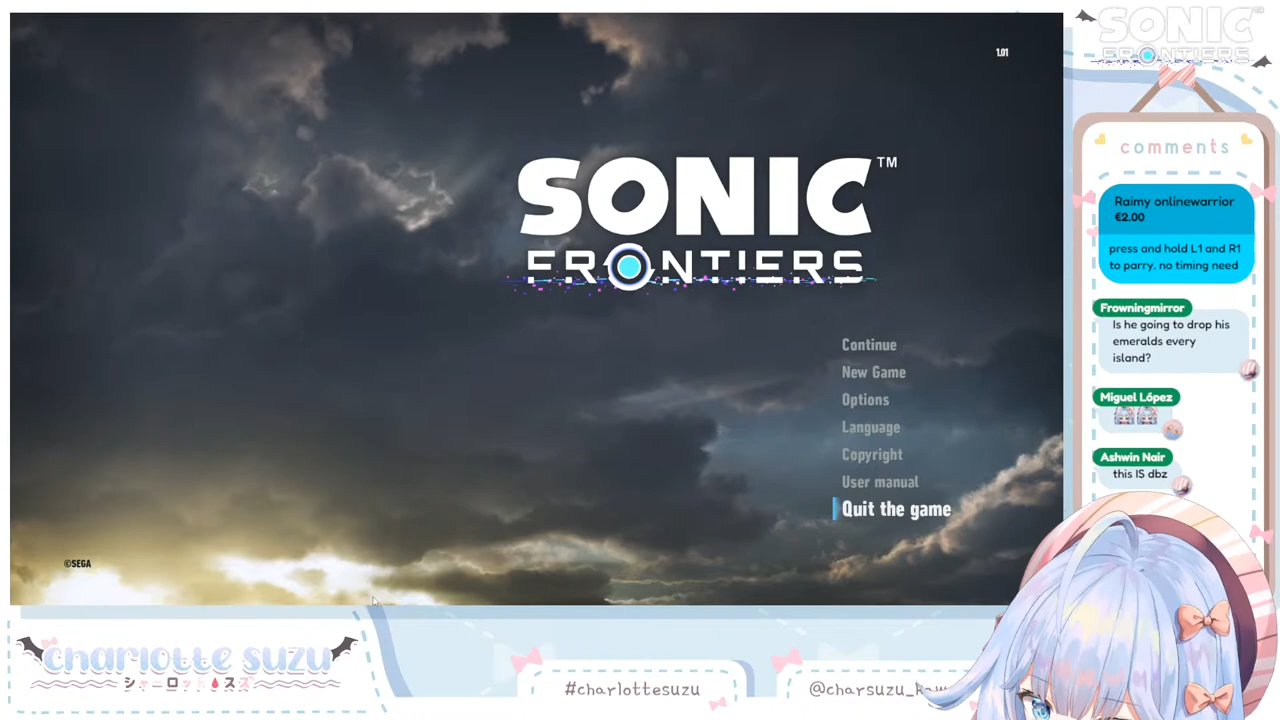 1.01
SONIC™
FRONTIERS
Continue
New Game
Options
Language
Copyright
User manual
Quit the game
©SEGA
SONIC™
FRONTIERS
comments
Raimy onlinewarrior
€2.00
press and hold L1 and R1
to parry. no timing need
Frowningmirror
Is he going to drop his
emeralds every
island?
Miguel López
Ashwin Nair
this IS dbz
charlotte suzu
シャーロット スズ
#charlottesuzu